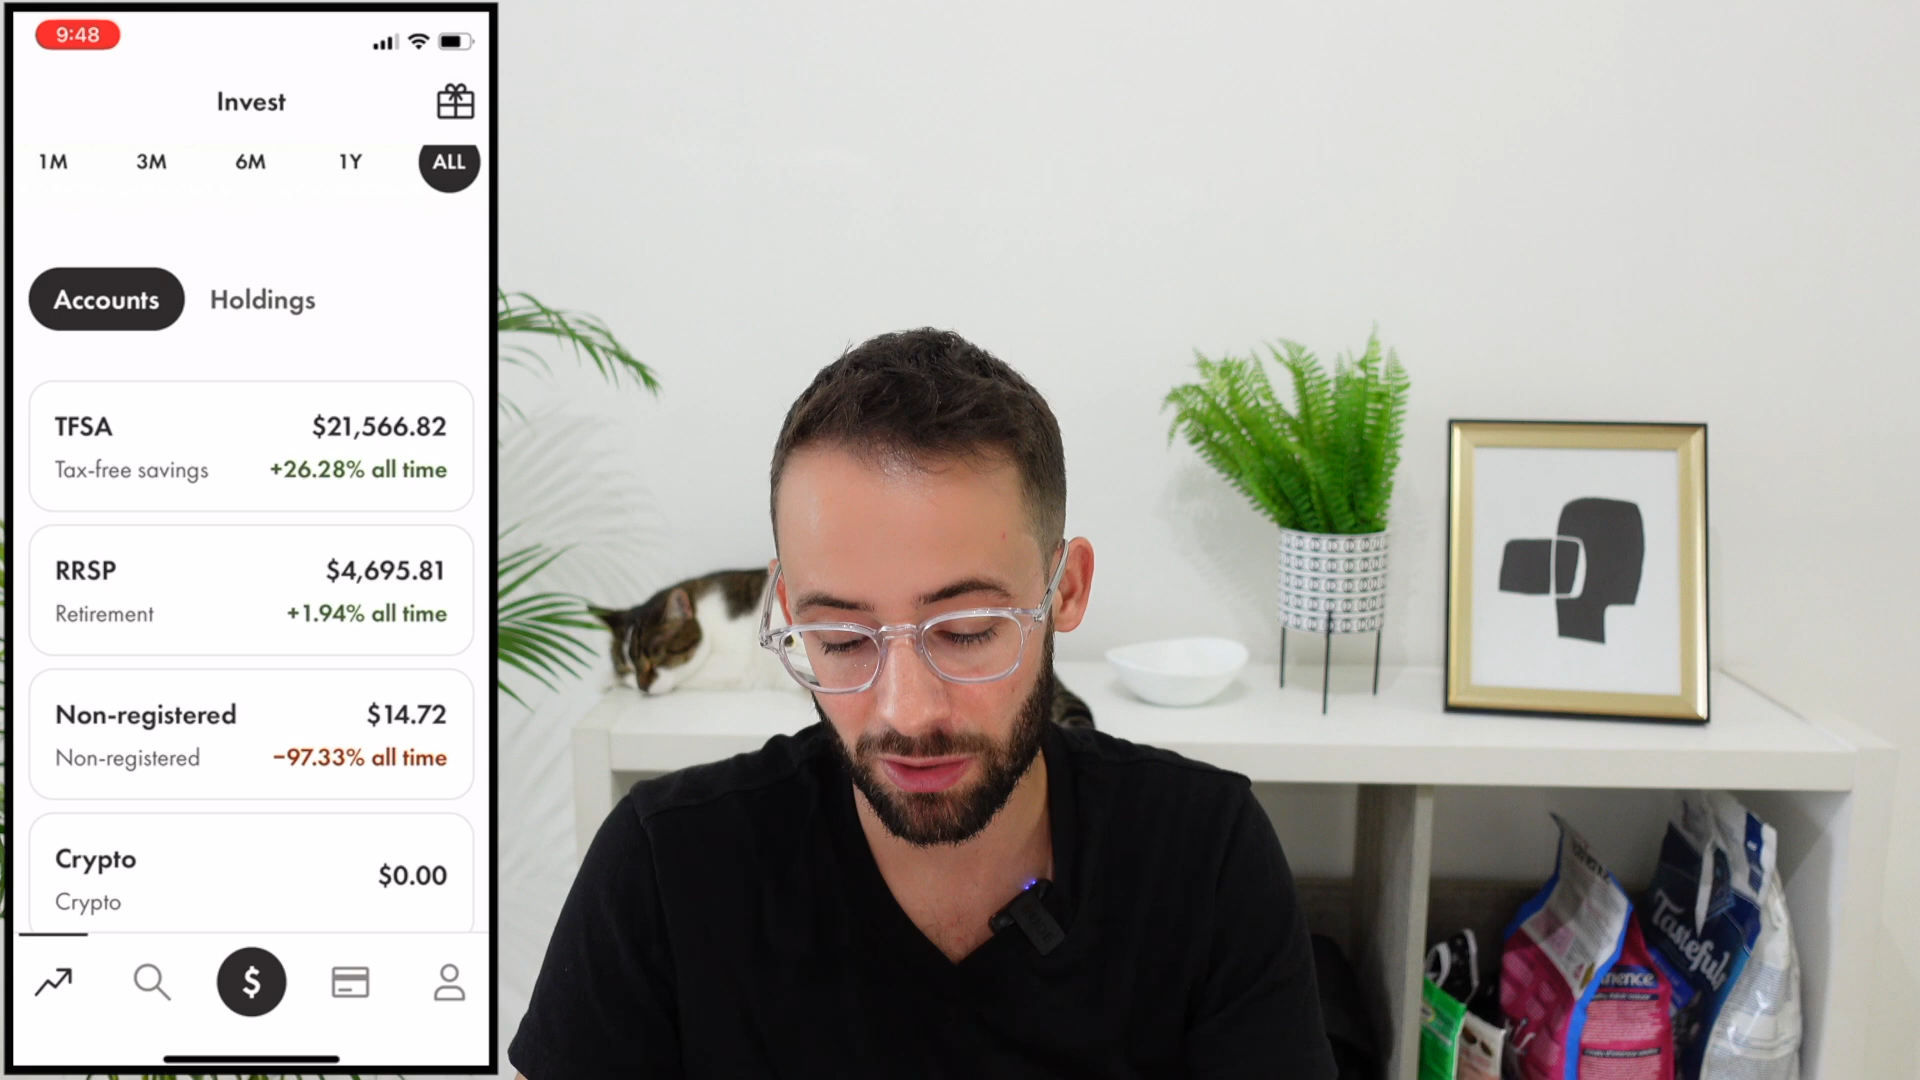 9:48
Invest
1M 3M 6M 1Y ALL
Accounts Holdings
TFSA $21,566.82
Tax-free savings +26.28% all time
RRSP $4,695.81
Retirement +1.94% all time
Non-registered $14.72
Non-registered −97.33% all time
Crypto $0.00
Crypto
$
Tastefuls